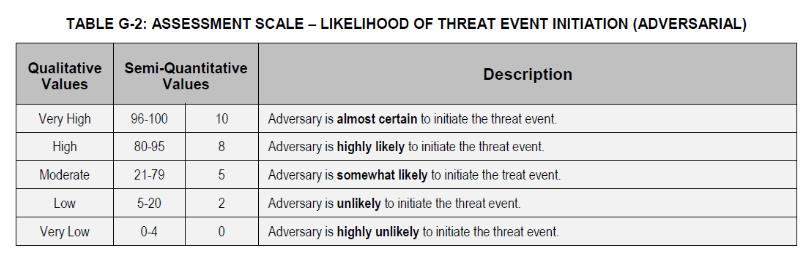 TABLE G-2: ASSESSMENT SCALE – LIKELIHOOD OF THREAT EVENT INITIATION (ADVERSARIAL)
Qualitative Values Semi-Quantitative Values Description
Very High 96-100 10 Adversary is almost certain to initiate the threat event.
High 80-95 8 Adversary is highly likely to initiate the threat event.
Moderate 21-79 5 Adversary is somewhat likely to initiate the treat event.
Low 5-20 2 Adversary is unlikely to initiate the threat event.
Very Low 0-4 0 Adversary is highly unlikely to initiate the threat event.